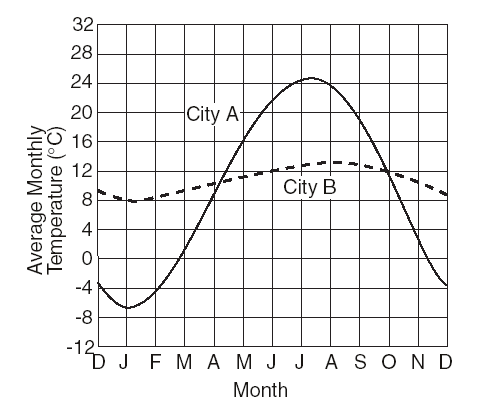 32
28
24
20
16
12
8
4
0
-4
-8
-12
Average Monthly
Temperature (°C)
City A
City B
D J F M A M J J A S O N D
Month